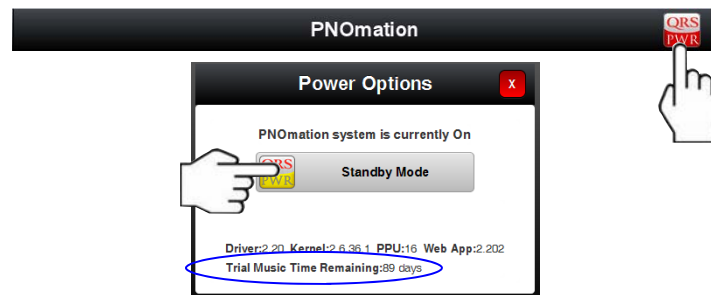 PNOmation
QRS
PWR
Power Options
X
PNOmation system is currently On
QRS
PWR
Standby Mode
Driver:2.20 Kernel:2.6.36.1 PPU:16 Web App:2.202
Trial Music Time Remaining:89 days